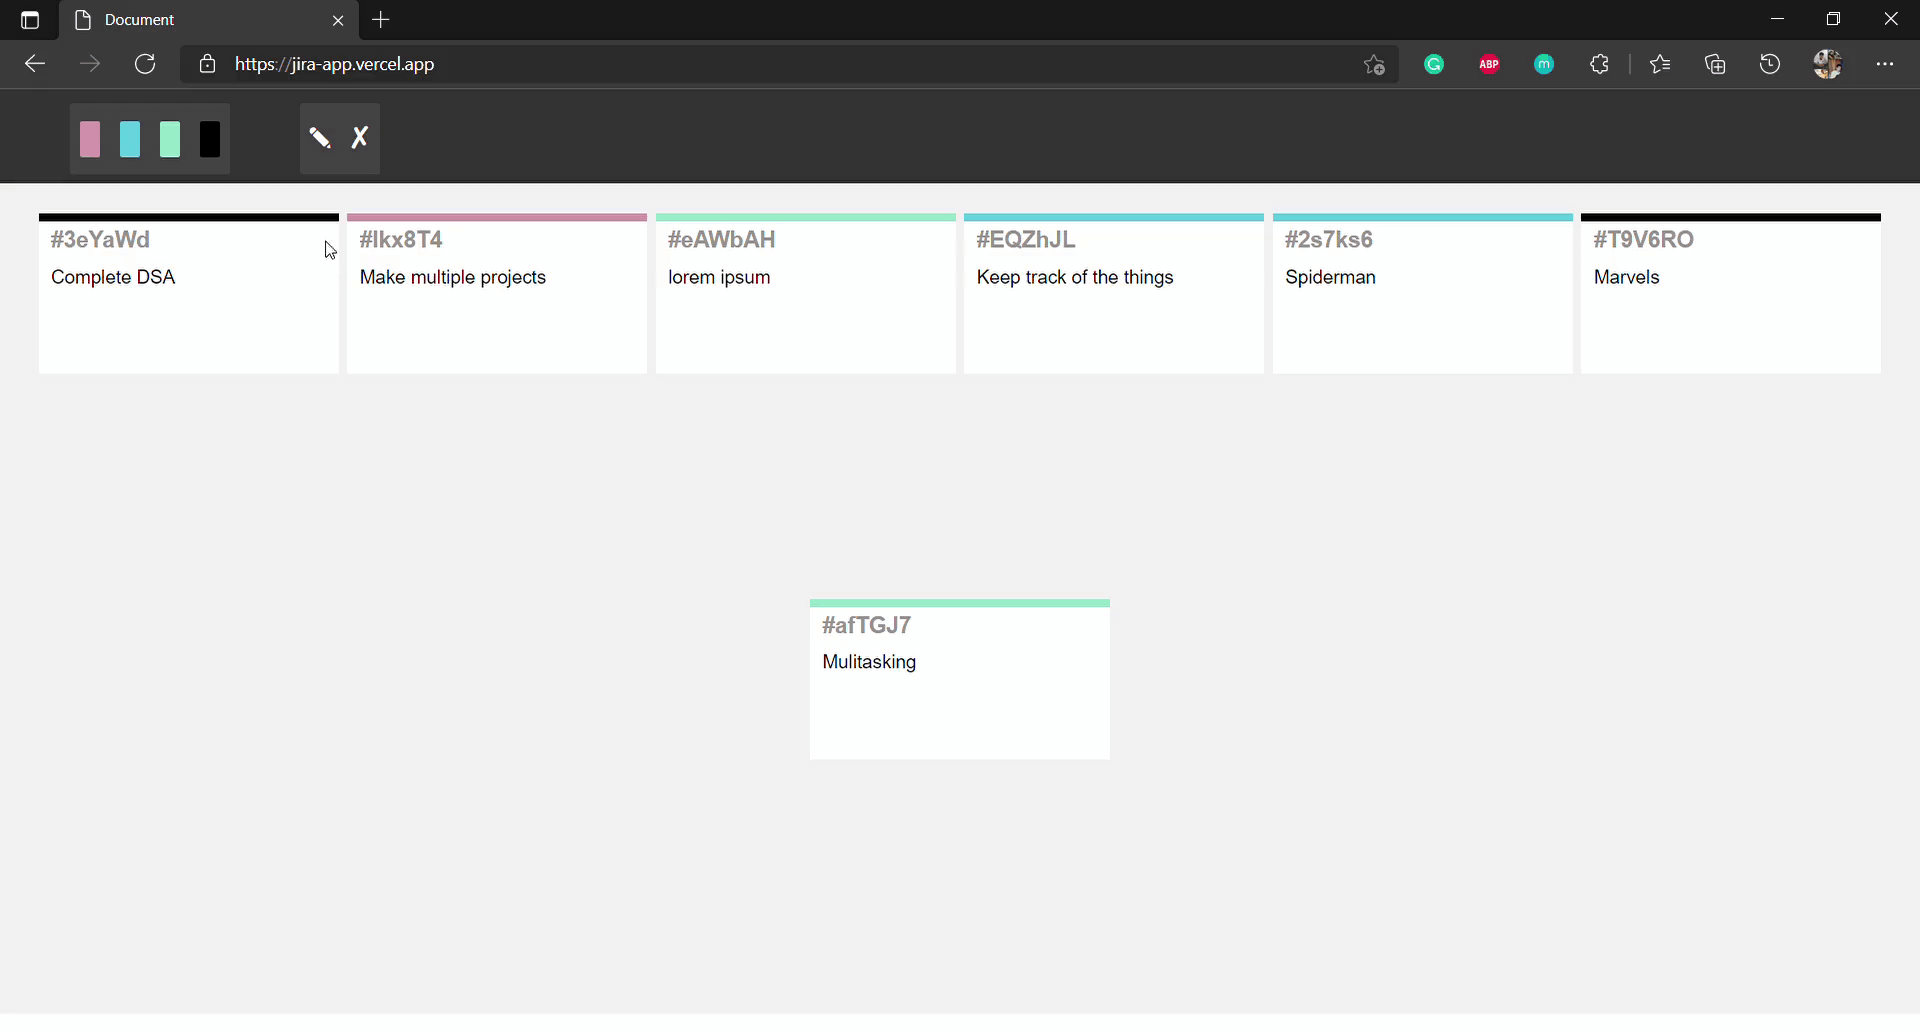 Document
https://jira-app.vercel.app
ABP
m
#3eYaWd
Complete DSA
#lkx8T4
Make multiple projects
#eAWbAH
lorem ipsum
#EQZhJL
Keep track of the things
#2s7ks6
Spiderman
#T9V6RO
Marvels
#afTGJ7
Mulitasking